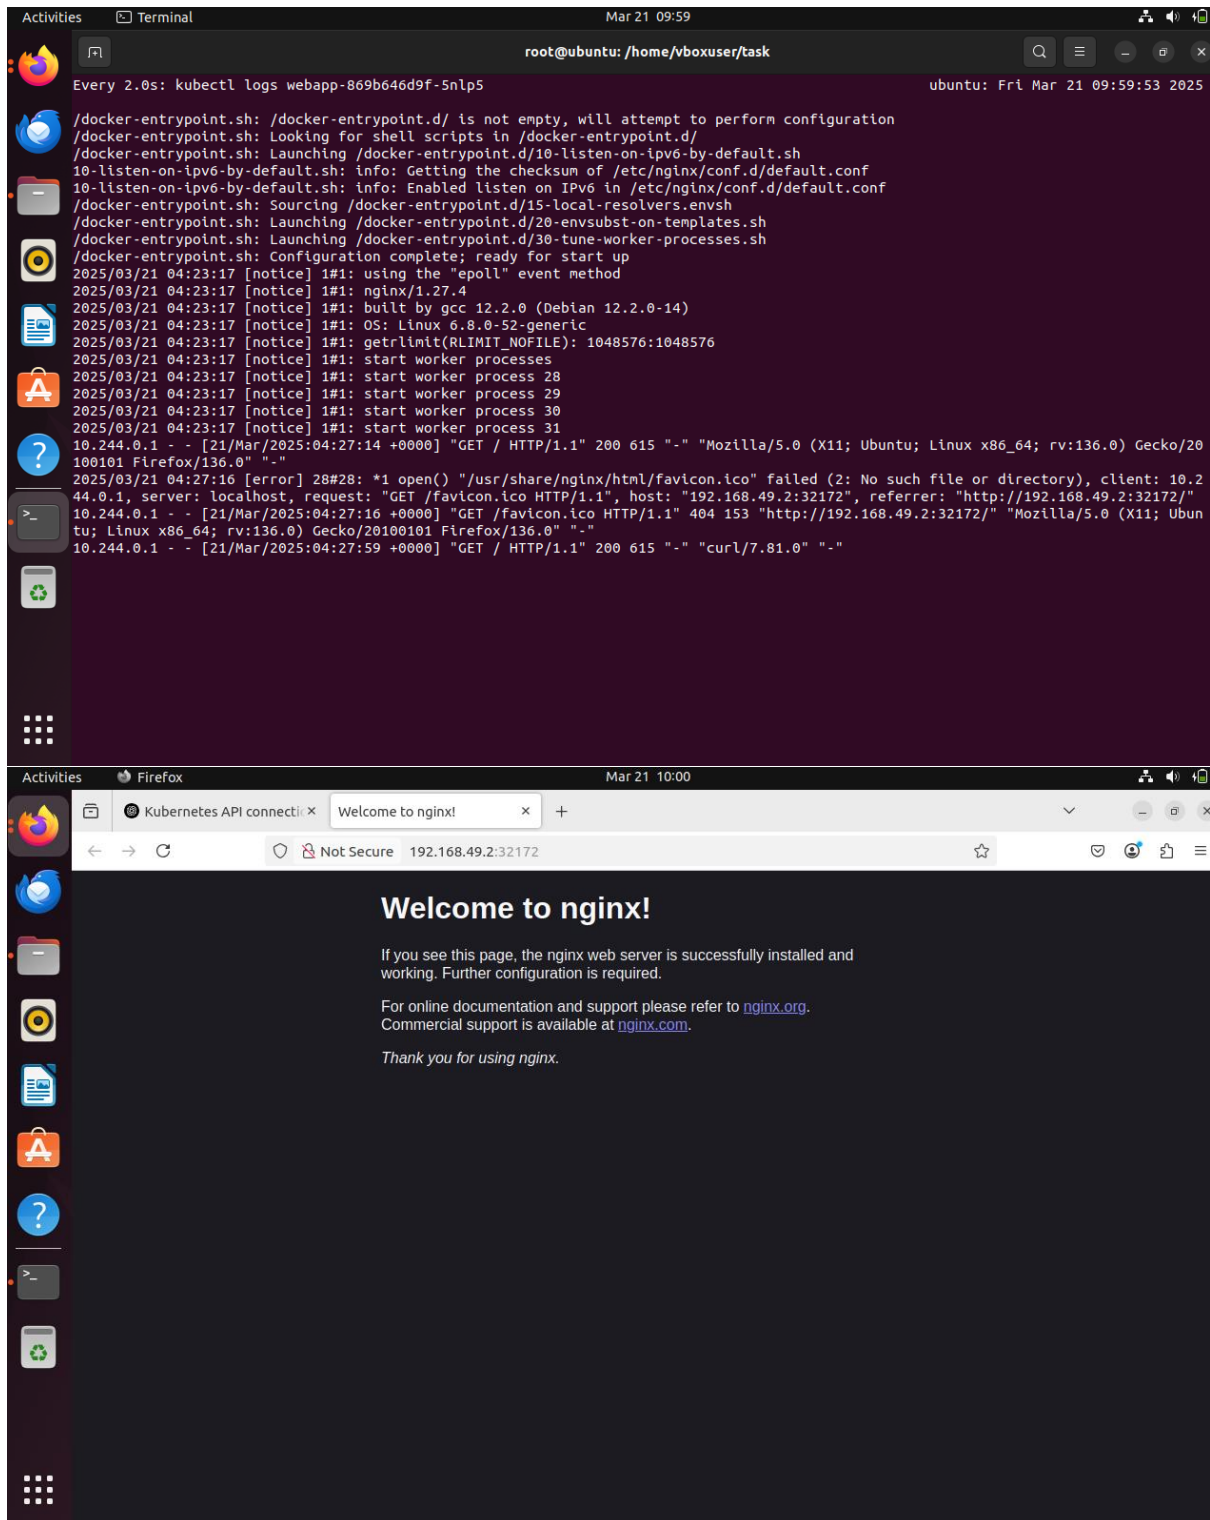 Activities Terminal Mar 21 09:59
root@ubuntu: /home/vboxuser/task
Every 2.0s: kubectl logs webapp-869b646d9f-5nlp5 ubuntu: Fri Mar 21 09:59:53 2025
/docker-entrypoint.sh: /docker-entrypoint.d/ is not empty, will attempt to perform configuration
/docker-entrypoint.sh: Looking for shell scripts in /docker-entrypoint.d/
/docker-entrypoint.sh: Launching /docker-entrypoint.d/10-listen-on-ipv6-by-default.sh
10-listen-on-ipv6-by-default.sh: info: Getting the checksum of /etc/nginx/conf.d/default.conf
10-listen-on-ipv6-by-default.sh: info: Enabled listen on IPv6 in /etc/nginx/conf.d/default.conf
/docker-entrypoint.sh: Sourcing /docker-entrypoint.d/15-local-resolvers.envsh
/docker-entrypoint.sh: Launching /docker-entrypoint.d/20-envsubst-on-templates.sh
/docker-entrypoint.sh: Launching /docker-entrypoint.d/30-tune-worker-processes.sh
/docker-entrypoint.sh: Configuration complete; ready for start up
2025/03/21 04:23:17 [notice] 1#1: using the "epoll" event method
2025/03/21 04:23:17 [notice] 1#1: nginx/1.27.4
2025/03/21 04:23:17 [notice] 1#1: built by gcc 12.2.0 (Debian 12.2.0-14)
2025/03/21 04:23:17 [notice] 1#1: OS: Linux 6.8.0-52-generic
2025/03/21 04:23:17 [notice] 1#1: getrlimit(RLIMIT_NOFILE): 1048576:1048576
2025/03/21 04:23:17 [notice] 1#1: start worker processes
2025/03/21 04:23:17 [notice] 1#1: start worker process 28
2025/03/21 04:23:17 [notice] 1#1: start worker process 29
2025/03/21 04:23:17 [notice] 1#1: start worker process 30
2025/03/21 04:23:17 [notice] 1#1: start worker process 31
10.244.0.1 - - [21/Mar/2025:04:27:14 +0000] "GET / HTTP/1.1" 200 615 "-" "Mozilla/5.0 (X11; Ubuntu; Linux x86_64; rv:136.0) Gecko/20
100101 Firefox/136.0" "-"
2025/03/21 04:27:16 [error] 28#28: *1 open() "/usr/share/nginx/html/favicon.ico" failed (2: No such file or directory), client: 10.2
44.0.1, server: localhost, request: "GET /favicon.ico HTTP/1.1", host: "192.168.49.2:32172", referrer: "http://192.168.49.2:32172/"
10.244.0.1 - - [21/Mar/2025:04:27:16 +0000] "GET /favicon.ico HTTP/1.1" 404 153 "http://192.168.49.2:32172/" "Mozilla/5.0 (X11; Ubun
tu; Linux x86_64; rv:136.0) Gecko/20100101 Firefox/136.0" "-"
10.244.0.1 - - [21/Mar/2025:04:27:59 +0000] "GET / HTTP/1.1" 200 615 "-" "curl/7.81.0" "-"
Activities Firefox Mar 21 10:00
Kubernetes API connectio Welcome to nginx!
Not Secure 192.168.49.2:32172
Welcome to nginx!
If you see this page, the nginx web server is successfully installed and
working. Further configuration is required.
For online documentation and support please refer to nginx.org.
Commercial support is available at nginx.com.
Thank you for using nginx.